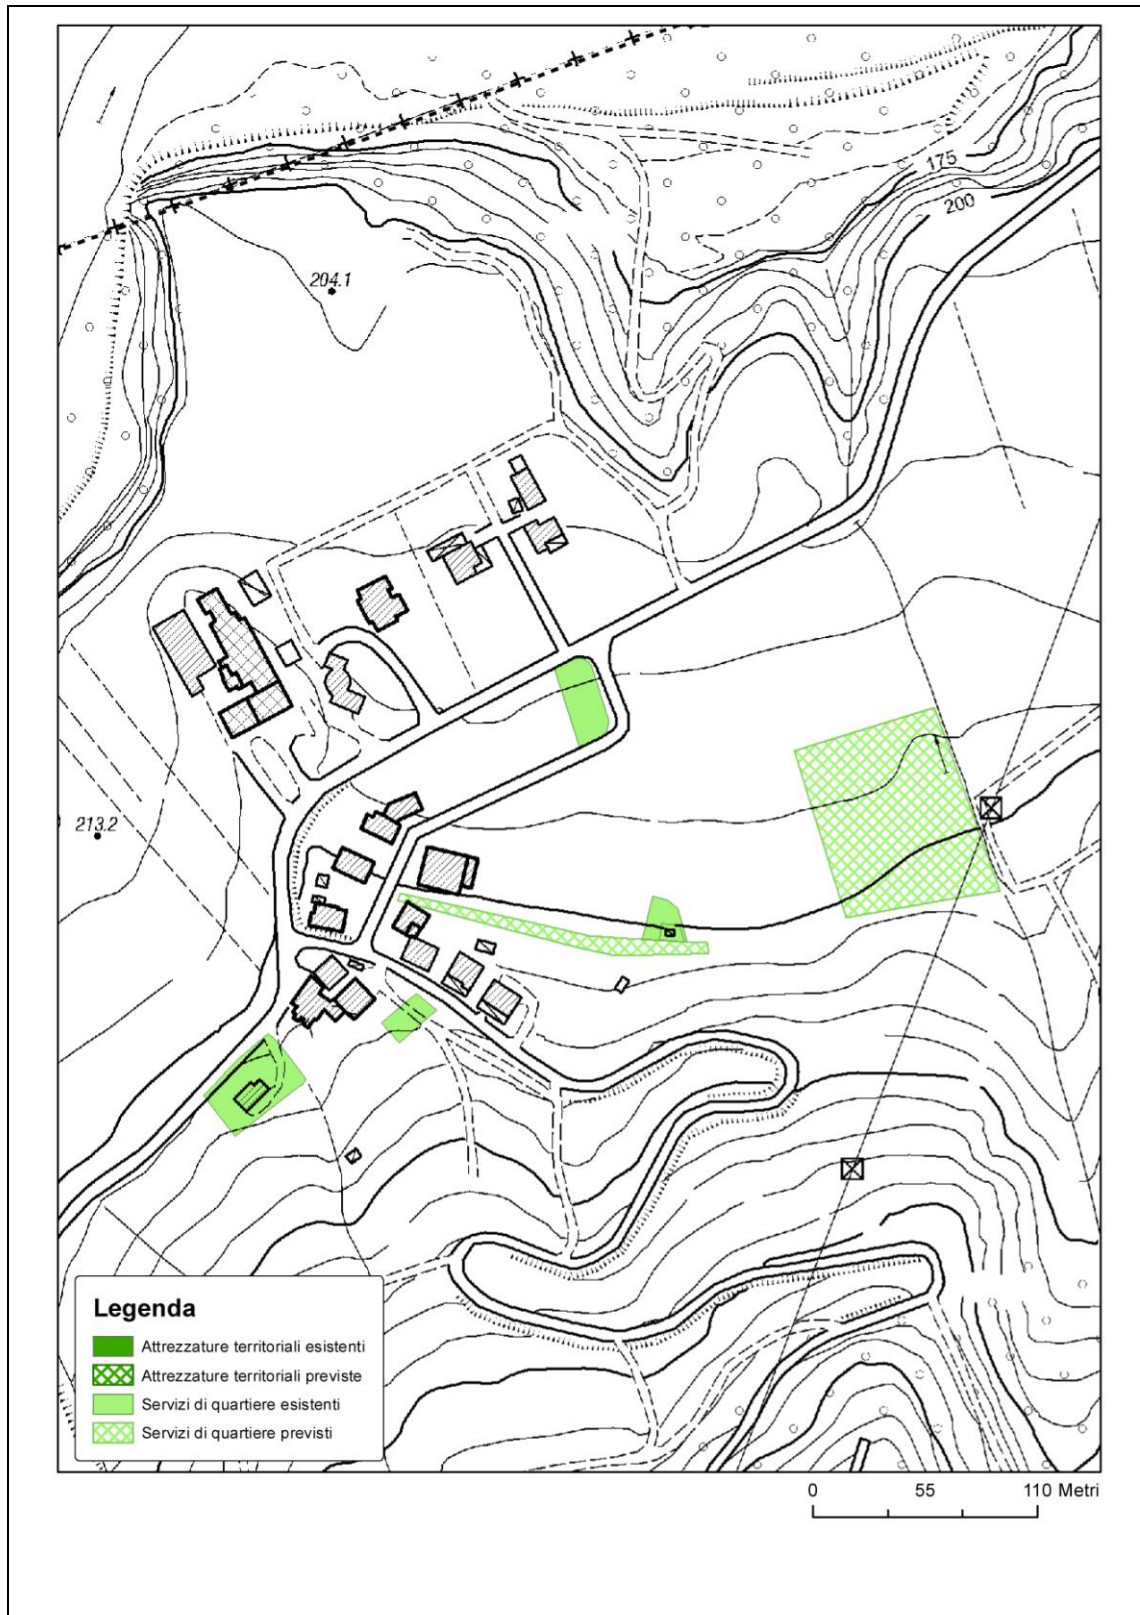 175
200
204.1
213.2
Legenda
Attrezzature territoriali esistenti
Attrezzature territoriali previste
Servizi di quartiere esistenti
Servizi di quartiere previsti
0 55 110 Metri